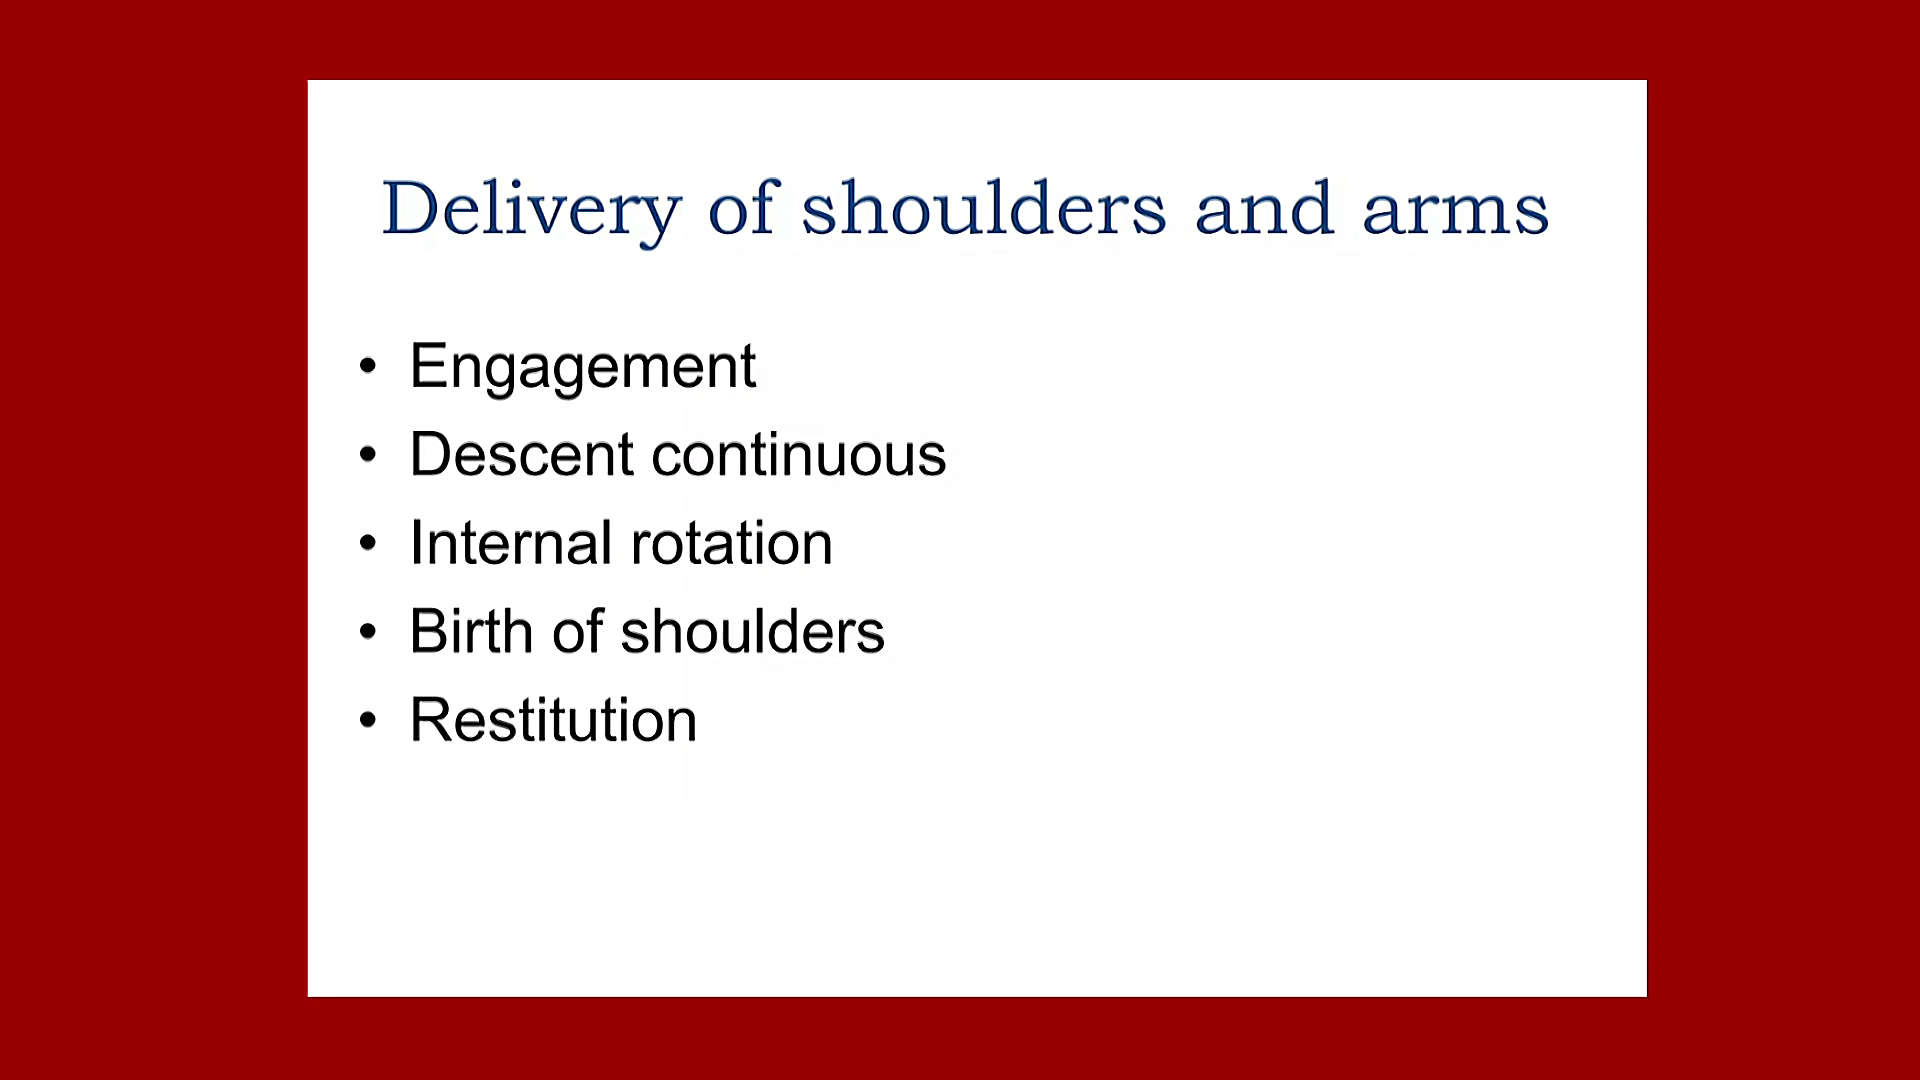 Delivery of shoulders and arms
• Engagement
• Descent continuous
• Internal rotation
• Birth of shoulders
• Restitution